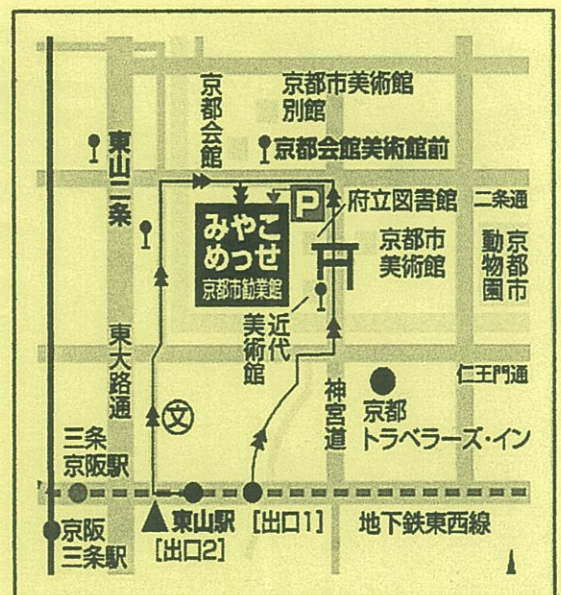 京都会館
京都市美術館
別館
東山二条
京都会館美術館前
P
府立図書館
二条通
みやこ
めっせ
京都市勧業館
京都市
美術館
京都市
動物園
近代
美術館
東大路通
神宮道
仁王門通
文
京都
トラベラーズ・イン
三条
京阪駅
東山駅
[出口1]
[出口2]
地下鉄東西線
京阪
三条駅